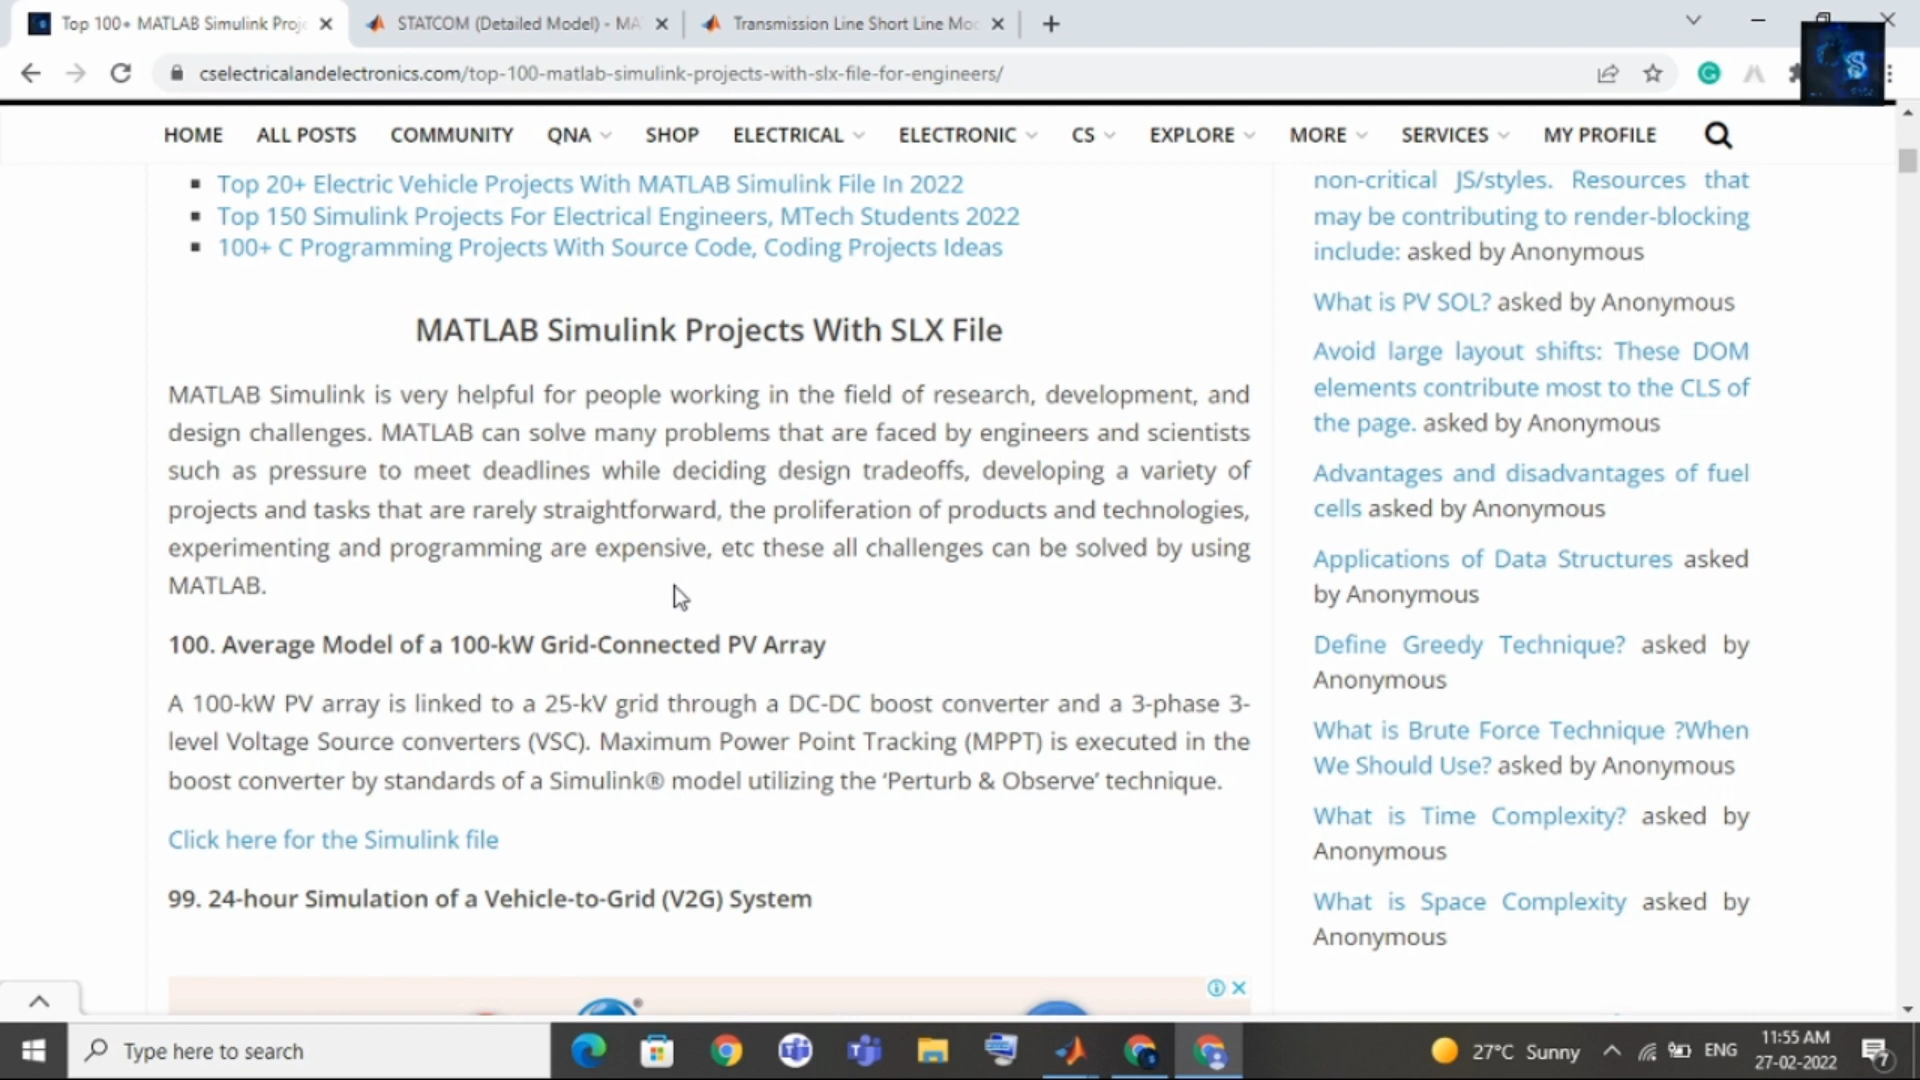 Top 100+ MATLAB Simulink Proje
STATCOM (Detailed Model) - MA
Transmission Line Short Line Mod
cselectricalandelectronics.com/top-100-matlab-simulink-projects-with-slx-file-for-engineers/
HOME ALL POSTS COMMUNITY QNA SHOP ELECTRICAL ELECTRONIC CS EXPLORE MORE SERVICES MY PROFILE
Top 20+ Electric Vehicle Projects With MATLAB Simulink File In 2022
Top 150 Simulink Projects For Electrical Engineers, MTech Students 2022
100+ C Programming Projects With Source Code, Coding Projects Ideas
MATLAB Simulink Projects With SLX File
MATLAB Simulink is very helpful for people working in the field of research, development, and
design challenges. MATLAB can solve many problems that are faced by engineers and scientists
such as pressure to meet deadlines while deciding design tradeoffs, developing a variety of
projects and tasks that are rarely straightforward, the proliferation of products and technologies,
experimenting and programming are expensive, etc these all challenges can be solved by using
MATLAB.
100. Average Model of a 100-kW Grid-Connected PV Array
A 100-kW PV array is linked to a 25-kV grid through a DC-DC boost converter and a 3-phase 3-
level Voltage Source converters (VSC). Maximum Power Point Tracking (MPPT) is executed in the
boost converter by standards of a Simulink® model utilizing the ‘Perturb & Observe’ technique.
Click here for the Simulink file
99. 24-hour Simulation of a Vehicle-to-Grid (V2G) System
non-critical JS/styles. Resources that
may be contributing to render-blocking
include: asked by Anonymous
What is PV SOL? asked by Anonymous
Avoid large layout shifts: These DOM
elements contribute most to the CLS of
the page. asked by Anonymous
Advantages and disadvantages of fuel
cells asked by Anonymous
Applications of Data Structures asked
by Anonymous
Define Greedy Technique? asked by
Anonymous
What is Brute Force Technique ?When
We Should Use? asked by Anonymous
What is Time Complexity? asked by
Anonymous
What is Space Complexity asked by
Anonymous
Type here to search
27°C Sunny
ENG
11:55 AM
27-02-2022
7